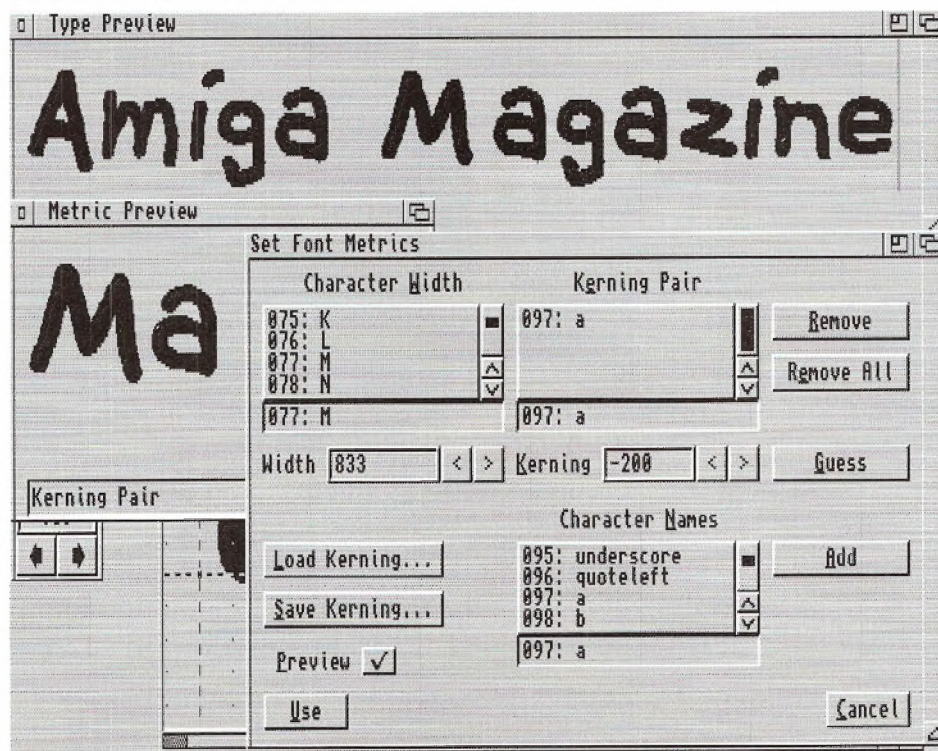 Type Preview
Amiga Magazine
Metric Preview
Ma
Kerning Pair
Set Font Metrics
Character Width
075: K
076: L
077: M
078: N
077: M
Width 833 < >
Kerning Pair
097: a
097: a
Kerning -200 < >
Remove
Remove All
Guess
Load Kerning...
Save Kerning...
Preview ✓
Character Names
095: underscore
096: quoteleft
097: a
098: b
097: a
Add
Use
Cancel